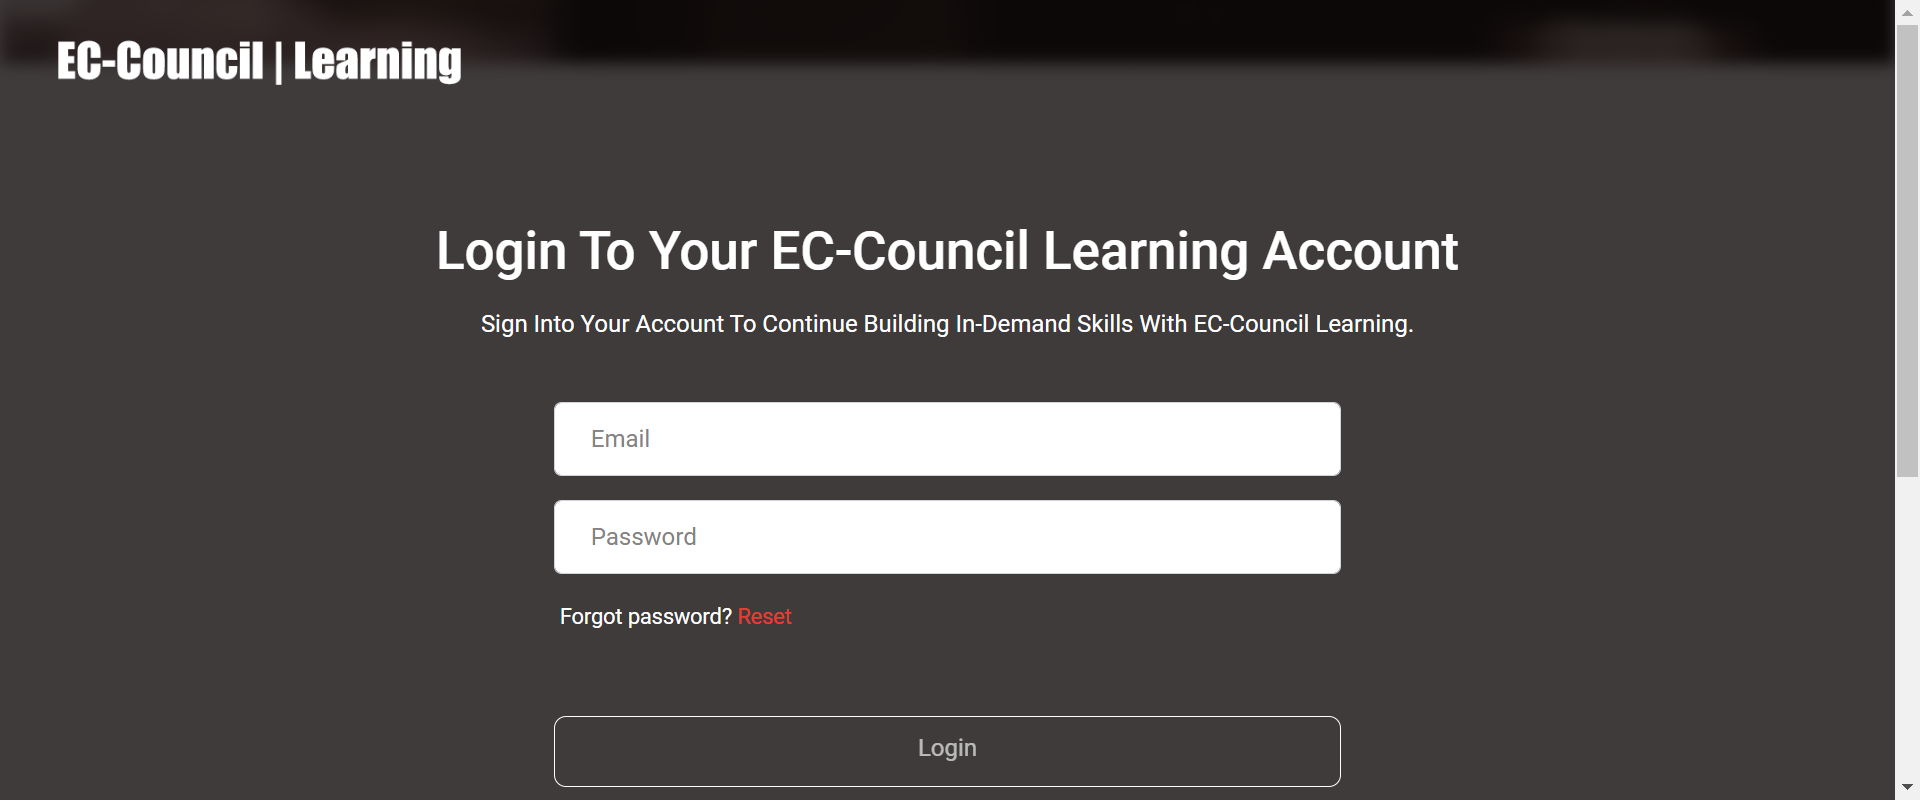 EC-Council | Learning
Login To Your EC-Council Learning Account
Sign Into Your Account To Continue Building In-Demand Skills With EC-Council Learning.
Email
Password
Forgot password? Reset
Login